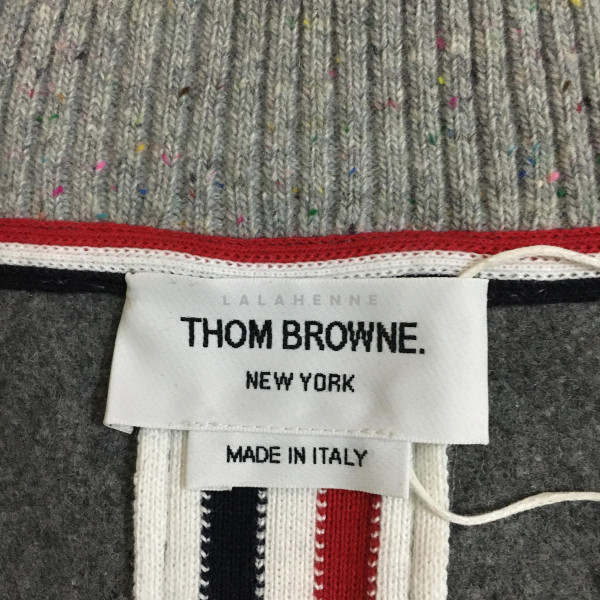 LALAHENNE
THOM BROWNE.
NEW YORK
MADE IN ITALY